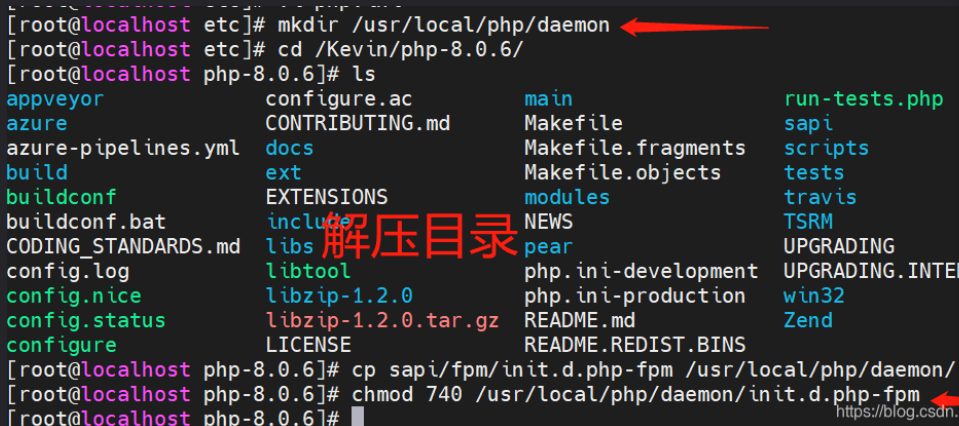 [root@localhost etc]# mkdir /usr/local/php/daemon
[root@localhost etc]# cd /Kevin/php-8.0.6/
[root@localhost php-8.0.6]# ls
appveyor configure.ac main run-tests.php
azure CONTRIBUTING.md Makefile sapi
azure-pipelines.yml docs Makefile.fragments scripts
build ext Makefile.objects tests
buildconf EXTENSIONS modules travis
buildconf.bat include NEWS TSRM
解压目录
CODING_STANDARDS.md libs pear UPGRADING
config.log libtool php.ini-development UPGRADING.INTE
config.nice libzip-1.2.0 php.ini-production win32
config.status libzip-1.2.0.tar.gz README.md Zend
configure LICENSE README.REDIST.BINS
[root@localhost php-8.0.6]# cp sapi/fpm/init.d.php-fpm /usr/local/php/daemon/
[root@localhost php-8.0.6]# chmod 740 /usr/local/php/daemon/init.d.php-fpm
[root@localhost php-8.0.6]#
https://blog.csdn.